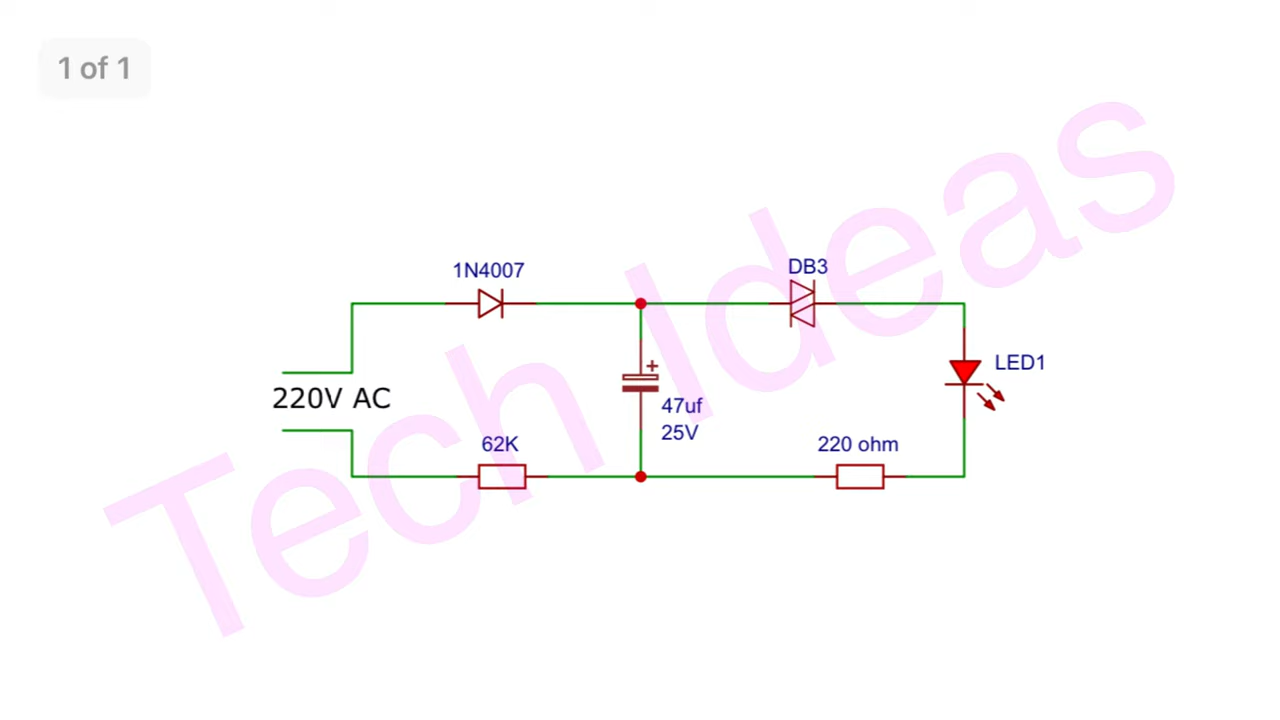 1 of 1
Tech Ideas
1N4007
DB3
LED1
220V AC
+
47uf
25V
62K
220 ohm